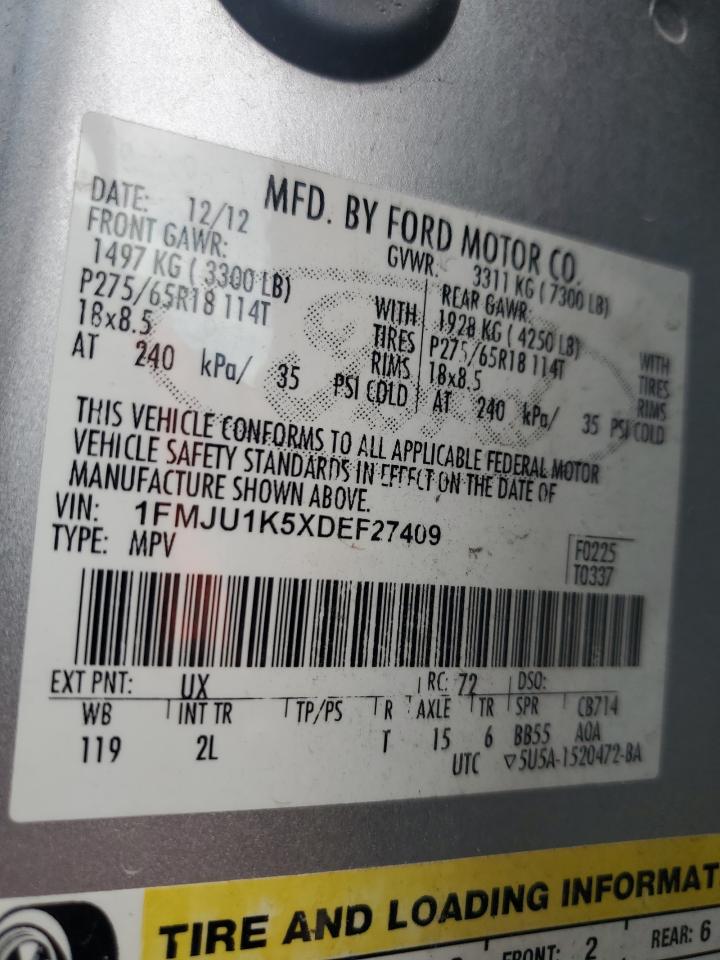 MFD. BY FORD MOTOR CO.
DATE: 12/12 GVWR: 3311 KG (7300 LB)
FRONT GAWR: REAR GAWR:
1497 KG (3300 LB) 1928 KG (4250 LB)
P275/65R18 114T WITH TIRES P275/65R18 114T WITH TIRES
18x8.5 RIMS 18x8.5 RIMS
AT 240 kPa/ 35 PSI COLD AT 240 kPa/ 35 PSI COLD
THIS VEHICLE CONFORMS TO ALL APPLICABLE FEDERAL MOTOR
VEHICLE SAFETY STANDARDS IN EFFECT ON THE DATE OF
MANUFACTURE SHOWN ABOVE.
VIN: 1FMJU1K5XDEF27409
TYPE: MPV
F0225
T0337
EXT PNT: UX RC: 72 DSO:
WB INT TR TP/PS R AXLE TR SPR CB714
119 2L T 15 6 BB55 AOA
UTC ▽5U5A-1520472-BA
TIRE AND LOADING INFORMAT
FRONT: 2 REAR: 6